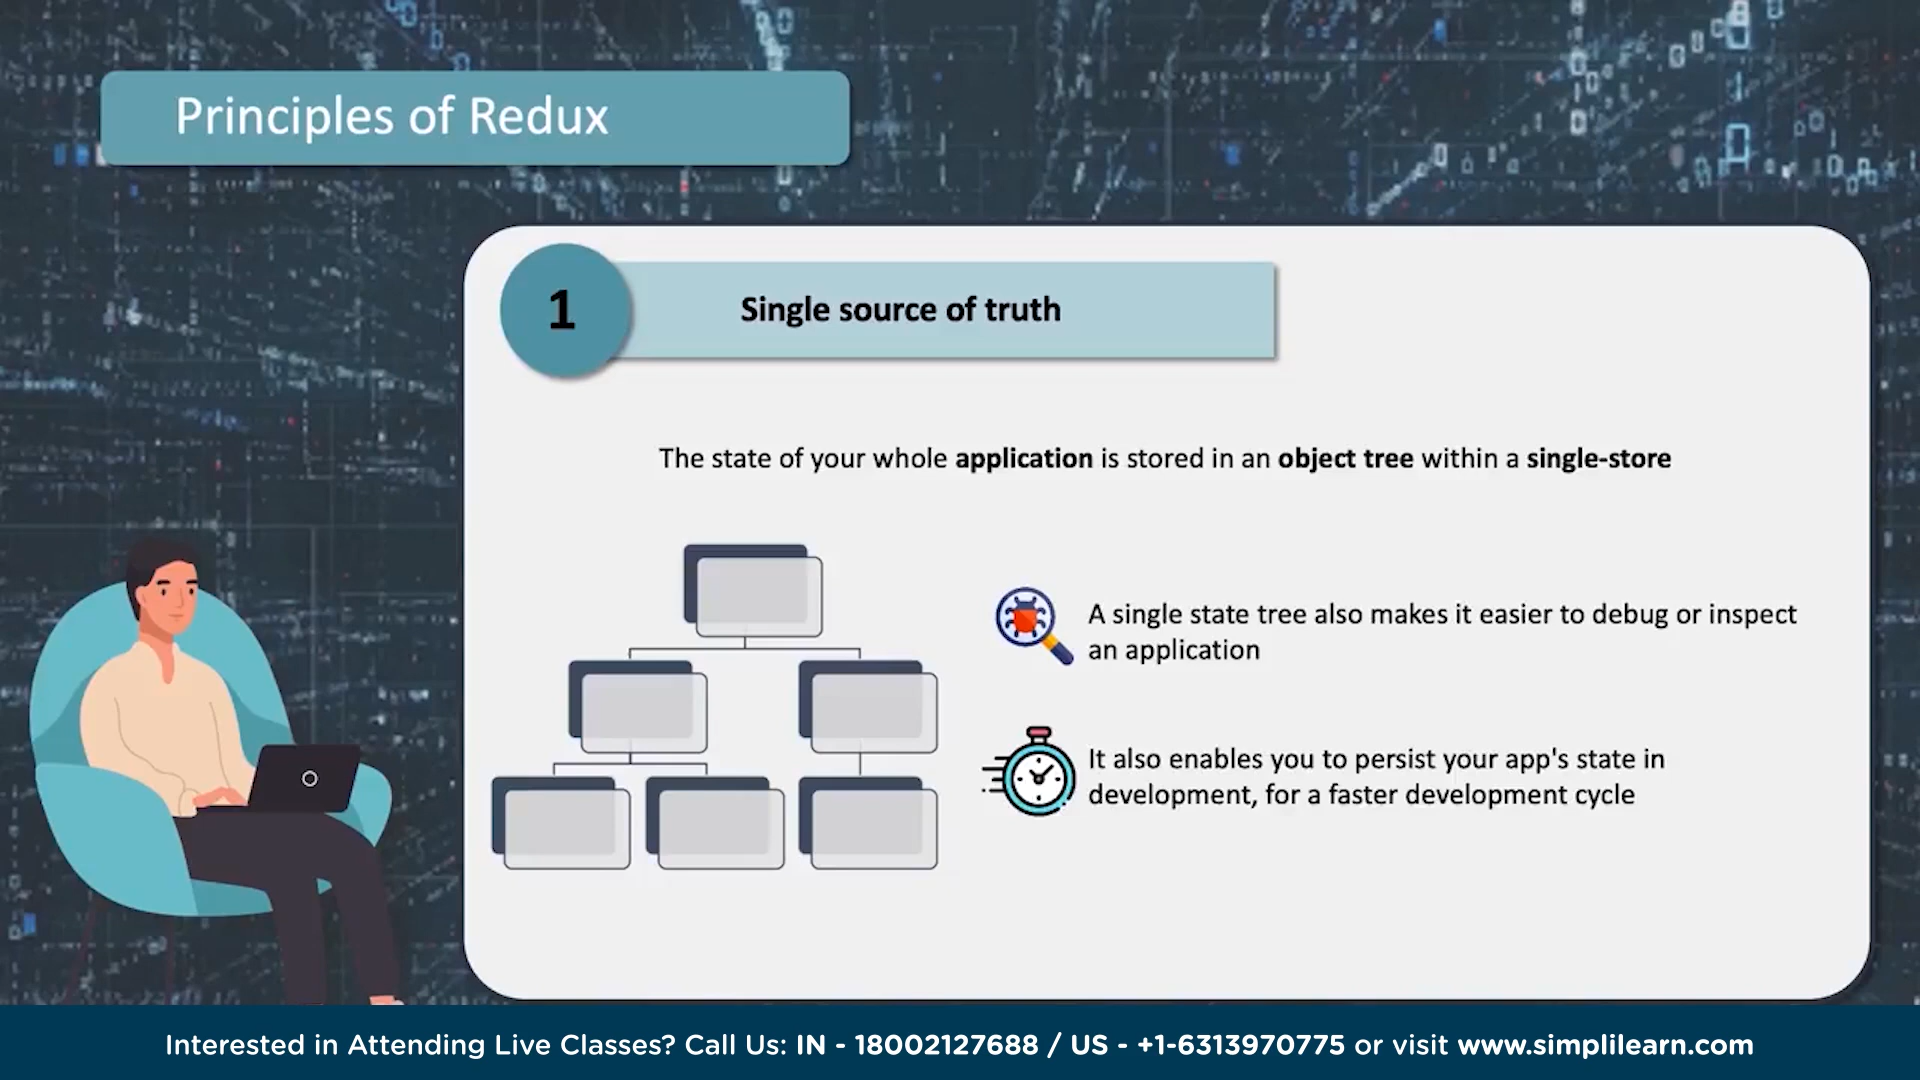 Principles of Redux
1
Single source of truth
The state of your whole application is stored in an object tree within a single-store
A single state tree also makes it easier to debug or inspect
an application
It also enables you to persist your app's state in
development, for a faster development cycle
Interested in Attending Live Classes? Call Us: IN - 18002127688 / US - +1-6313970775 or visit www.simplilearn.com